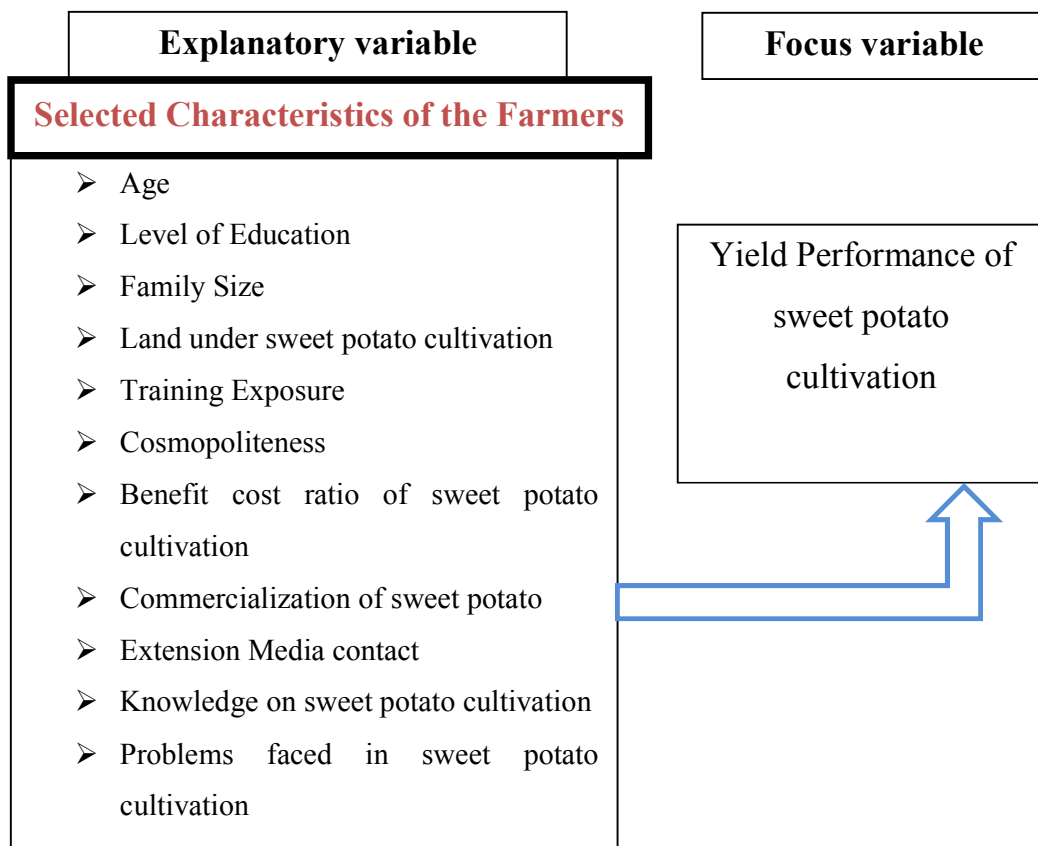 Explanatory variable
Focus variable
Selected Characteristics of the Farmers
➢ Age
➢ Level of Education
➢ Family Size
➢ Land under sweet potato cultivation
➢ Training Exposure
➢ Cosmopoliteness
➢ Benefit cost ratio of sweet potato
cultivation
➢ Commercialization of sweet potato
➢ Extension Media contact
➢ Knowledge on sweet potato cultivation
➢ Problems faced in sweet potato
cultivation
Yield Performance of
sweet potato
cultivation